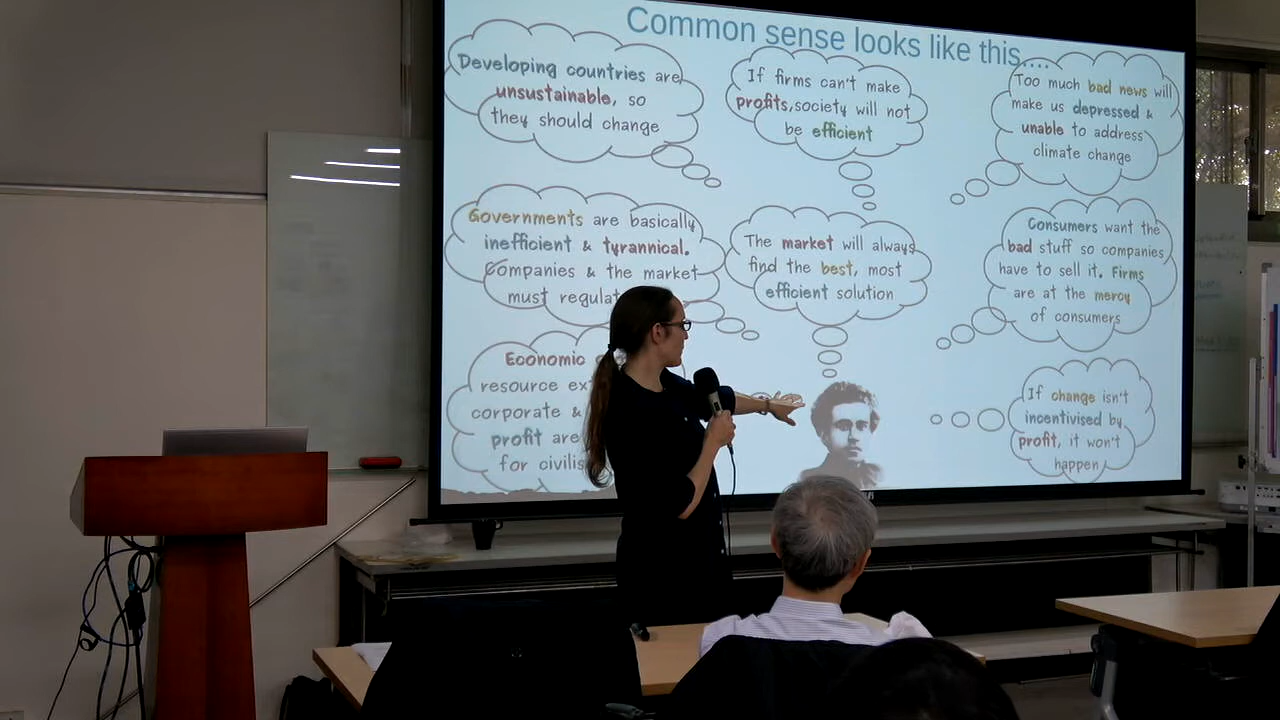 Common sense looks like this....
Developing countries are
unsustainable, so
they should change
If firms can't make
profits,society will not
be efficient
Too much bad news will
make us depressed &
unable to address
climate change
Governments are basically
inefficient & tyrannical.
Companies & the market
must
The market will always
find the best, most
efficient solution
Consumers want the
bad stuff so companies
have to sell it. Firms
are at the mercy
of consumers
Economic
resource
corporate &
profit are
for
If change isn't
incentivised by
profit, it won't
happen